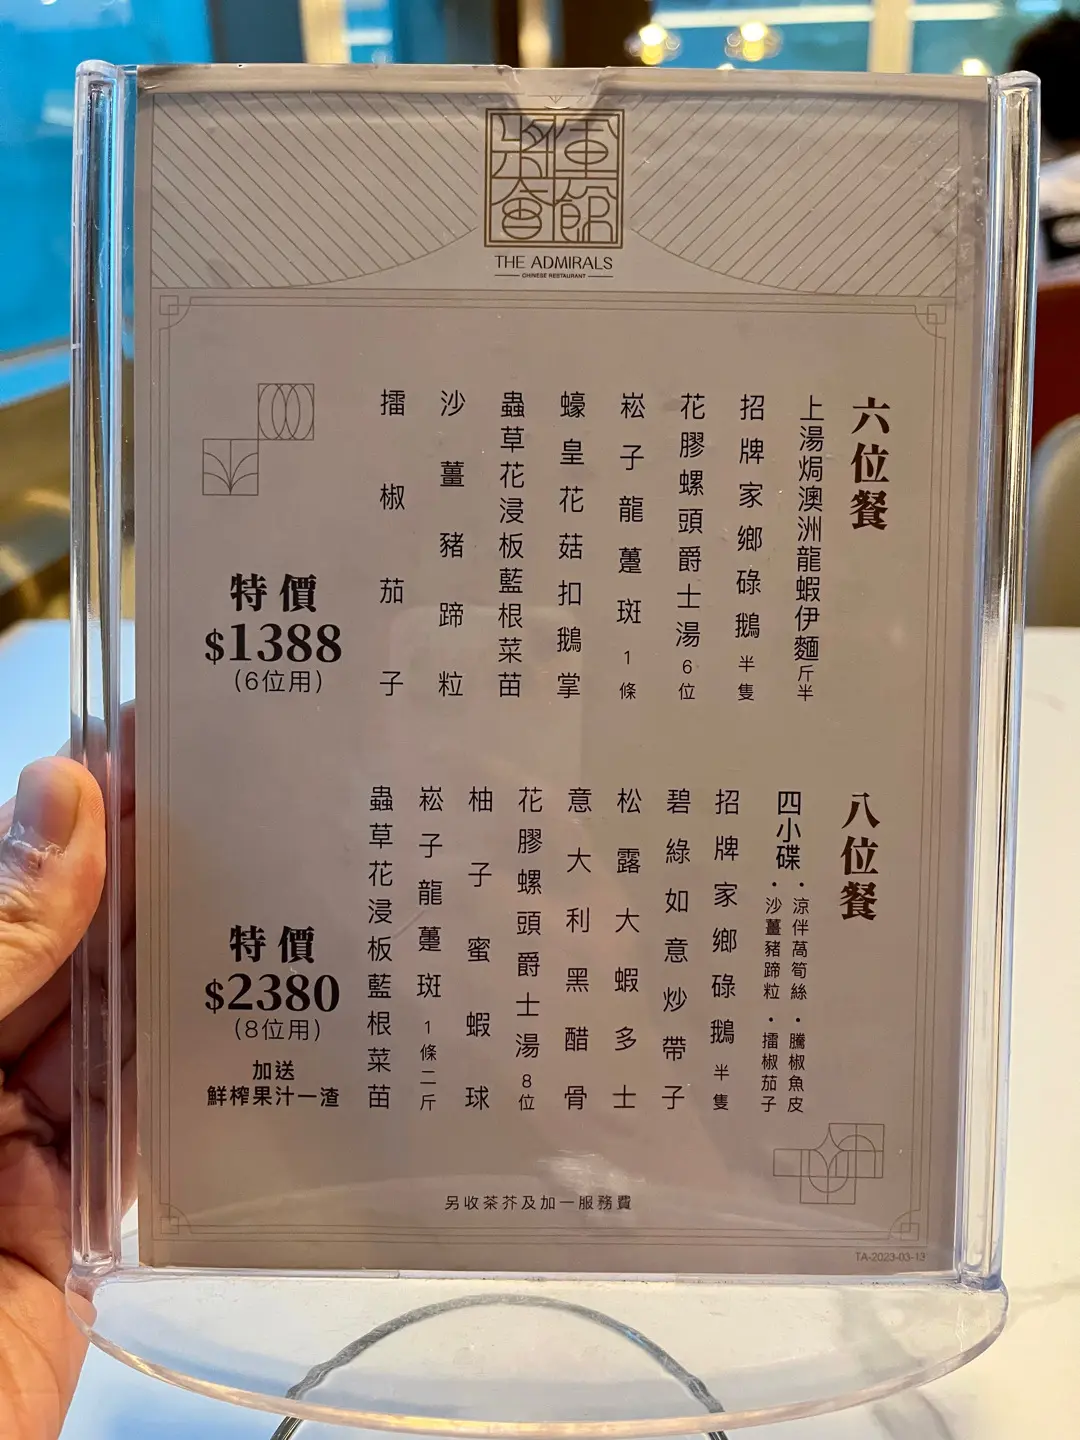 將軍
會館
THE ADMIRALS
CHINESE RESTAURANT
六位餐
上湯焗澳洲龍蝦伊麵 斤半
招牌家鄉碌鵝 半隻
花膠螺頭爵士湯 6位
崧子龍躉斑 1條
蠔皇花菇扣鵝掌
蟲草花浸板藍根菜苗
沙薑豬蹄粒
擂椒茄子
特價
$1388
(6位用)
八位餐
四小碟
·涼伴萵筍絲·騰椒魚皮
·沙薑豬蹄粒·擂椒茄子
招牌家鄉碌鵝 半隻
碧綠如意炒帶子
松露大蝦多士
意大利黑醋骨
花膠螺頭爵士湯 8位
柚子蜜蝦球
崧子龍躉斑 1條二斤
蟲草花浸板藍根菜苗
特價
$2380
(8位用)
加送
鮮榨果汁一渣
另收茶芥及加一服務費
TA-2023-03-13